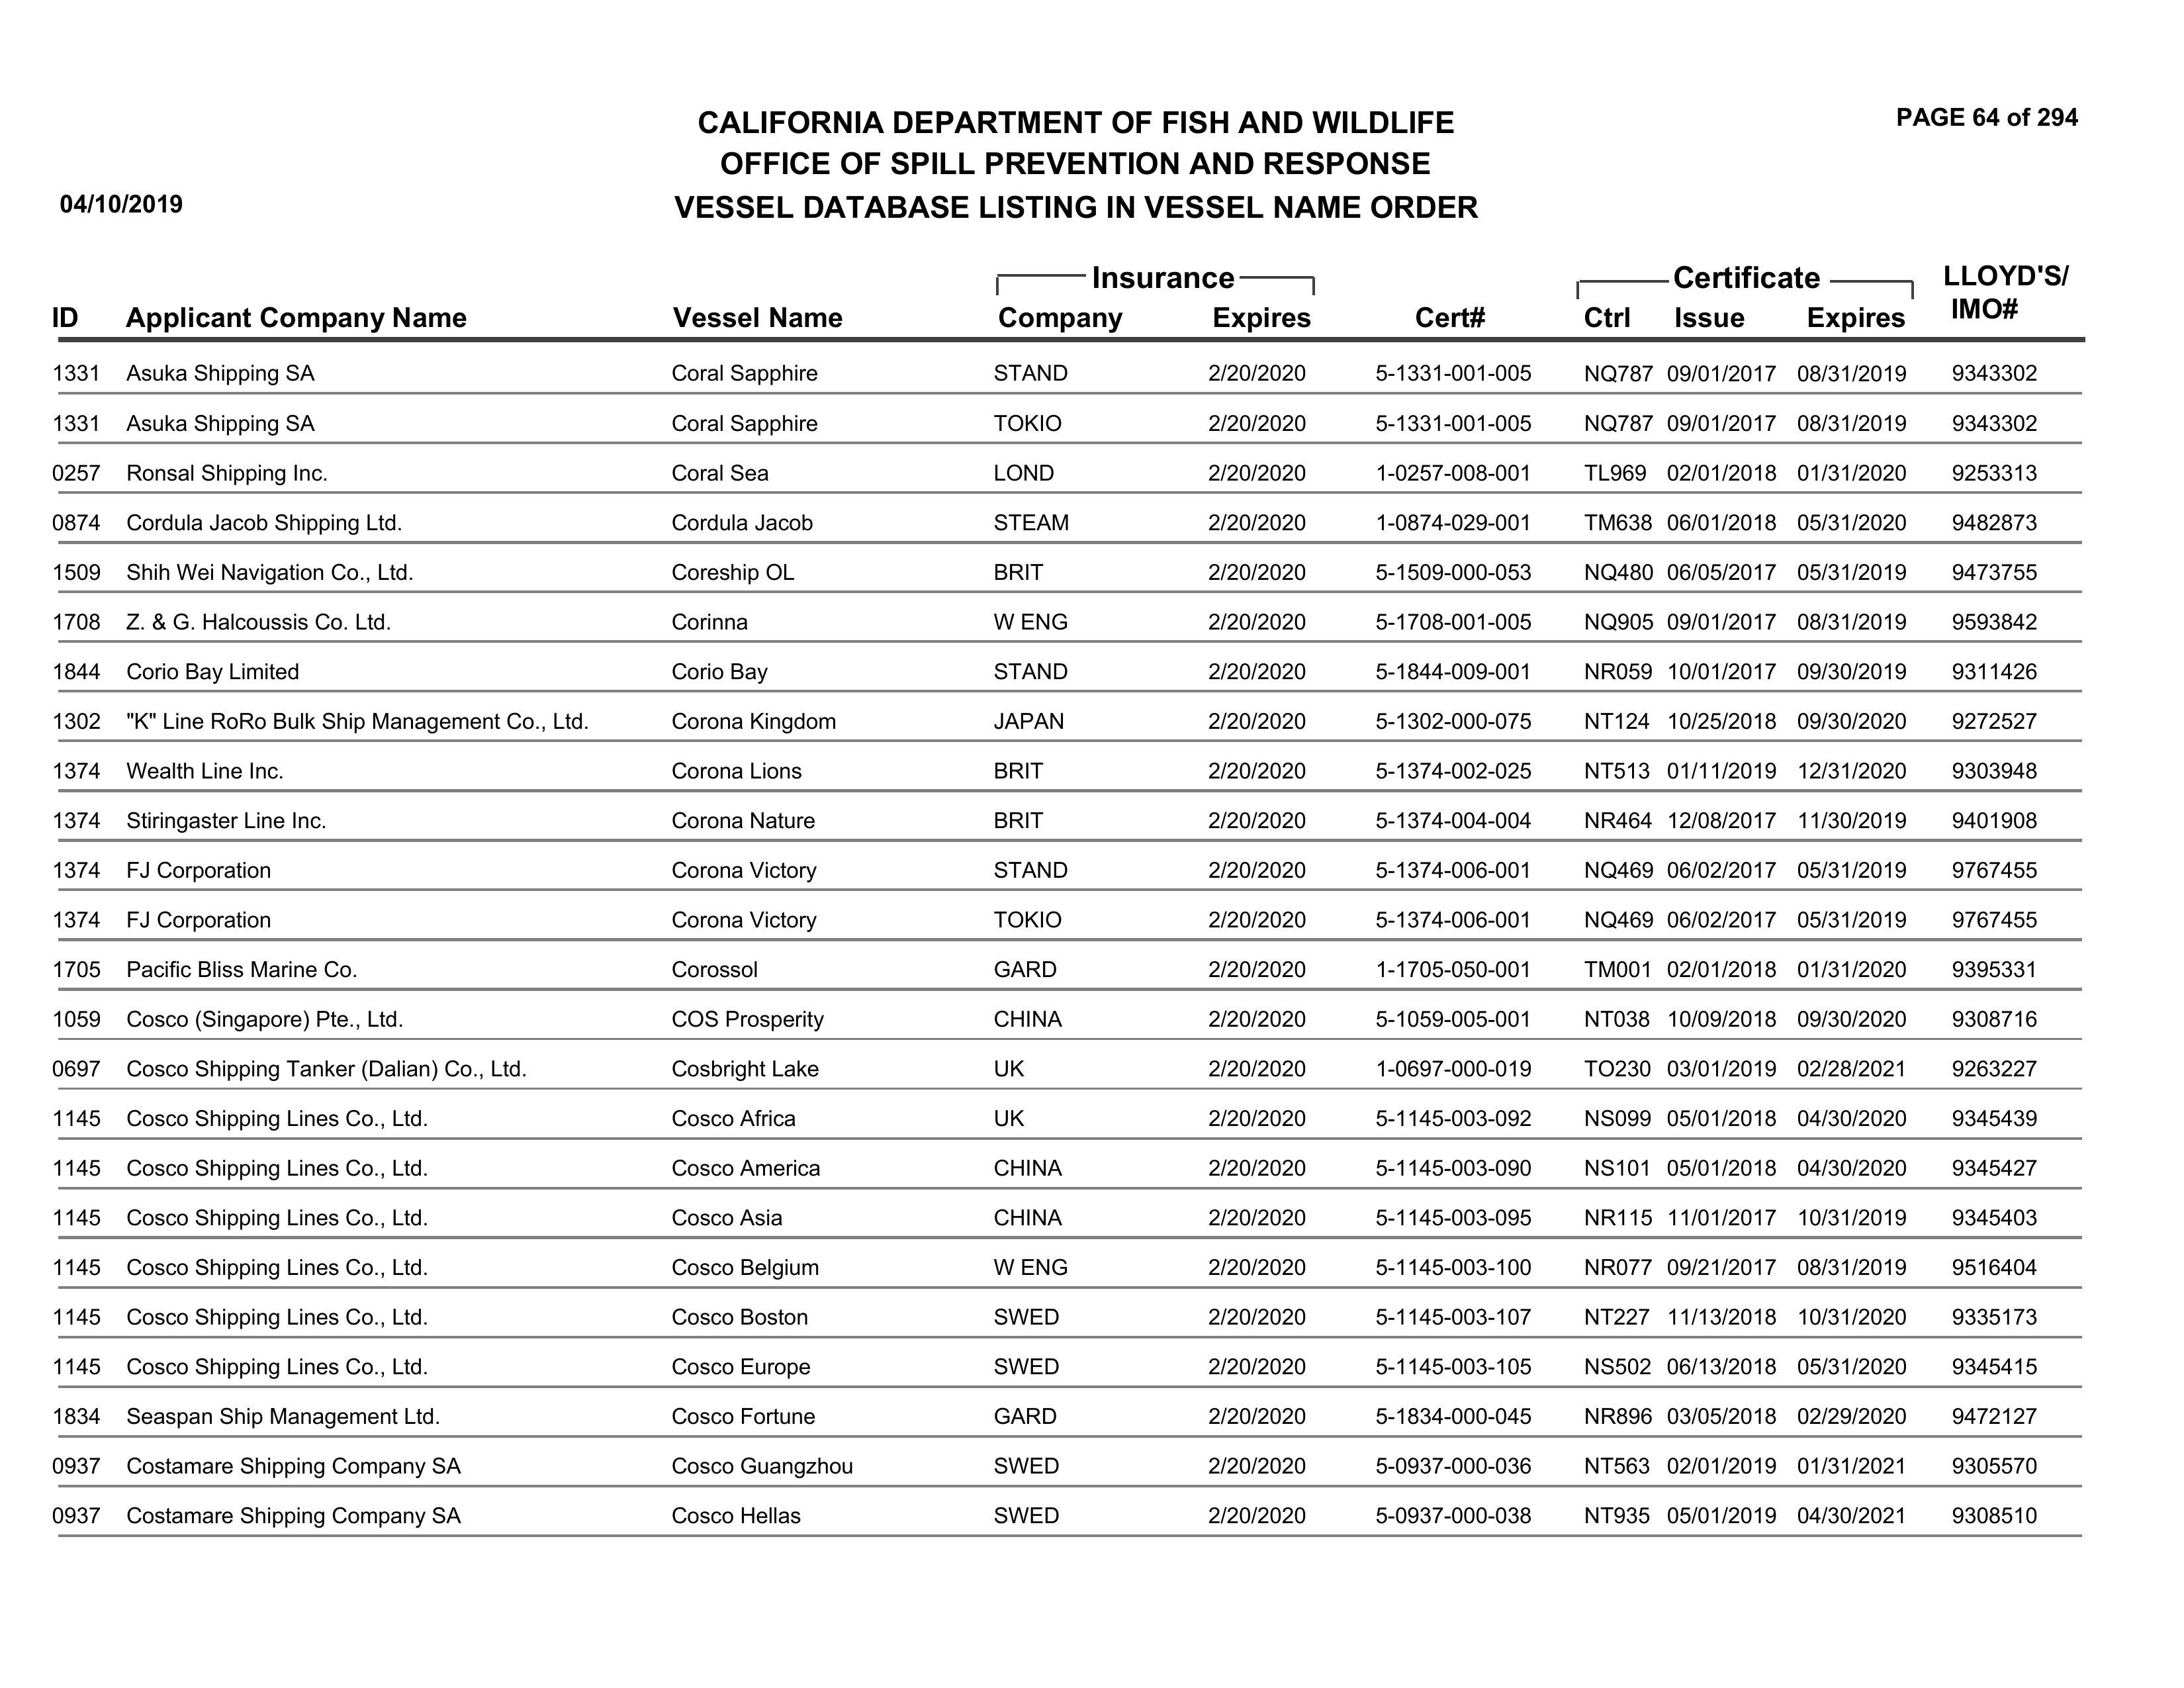 PAGE 64 of 294
CALIFORNIA DEPARTMENT OF FISH AND WILDLIFE
OFFICE OF SPILL PREVENTION AND RESPONSE
04/10/2019 VESSEL DATABASE LISTING IN VESSEL NAME ORDER
Insurance Certificate LLOYD'S/
ID Applicant Company Name Vessel Name Company Expires Cert# Ctrl Issue Expires IMO#
1331 Asuka Shipping SA Coral Sapphire STAND 2/20/2020 5-1331-001-005 NQ787 09/01/2017 08/31/2019 9343302
1331 Asuka Shipping SA Coral Sapphire TOKIO 2/20/2020 5-1331-001-005 NQ787 09/01/2017 08/31/2019 9343302
0257 Ronsal Shipping Inc. Coral Sea LOND 2/20/2020 1-0257-008-001 TL969 02/01/2018 01/31/2020 9253313
0874 Cordula Jacob Shipping Ltd. Cordula Jacob STEAM 2/20/2020 1-0874-029-001 TM638 06/01/2018 05/31/2020 9482873
1509 Shih Wei Navigation Co., Ltd. Coreship OL BRIT 2/20/2020 5-1509-000-053 NQ480 06/05/2017 05/31/2019 9473755
1708 Z. & G. Halcoussis Co. Ltd. Corinna W ENG 2/20/2020 5-1708-001-005 NQ905 09/01/2017 08/31/2019 9593842
1844 Corio Bay Limited Corio Bay STAND 2/20/2020 5-1844-009-001 NR059 10/01/2017 09/30/2019 9311426
1302 "K" Line RoRo Bulk Ship Management Co., Ltd. Corona Kingdom JAPAN 2/20/2020 5-1302-000-075 NT124 10/25/2018 09/30/2020 9272527
1374 Wealth Line Inc. Corona Lions BRIT 2/20/2020 5-1374-002-025 NT513 01/11/2019 12/31/2020 9303948
1374 Stiringaster Line Inc. Corona Nature BRIT 2/20/2020 5-1374-004-004 NR464 12/08/2017 11/30/2019 9401908
1374 FJ Corporation Corona Victory STAND 2/20/2020 5-1374-006-001 NQ469 06/02/2017 05/31/2019 9767455
1374 FJ Corporation Corona Victory TOKIO 2/20/2020 5-1374-006-001 NQ469 06/02/2017 05/31/2019 9767455
1705 Pacific Bliss Marine Co. Corossol GARD 2/20/2020 1-1705-050-001 TM001 02/01/2018 01/31/2020 9395331
1059 Cosco (Singapore) Pte., Ltd. COS Prosperity CHINA 2/20/2020 5-1059-005-001 NT038 10/09/2018 09/30/2020 9308716
0697 Cosco Shipping Tanker (Dalian) Co., Ltd. Cosbright Lake UK 2/20/2020 1-0697-000-019 TO230 03/01/2019 02/28/2021 9263227
1145 Cosco Shipping Lines Co., Ltd. Cosco Africa UK 2/20/2020 5-1145-003-092 NS099 05/01/2018 04/30/2020 9345439
1145 Cosco Shipping Lines Co., Ltd. Cosco America CHINA 2/20/2020 5-1145-003-090 NS101 05/01/2018 04/30/2020 9345427
1145 Cosco Shipping Lines Co., Ltd. Cosco Asia CHINA 2/20/2020 5-1145-003-095 NR115 11/01/2017 10/31/2019 9345403
1145 Cosco Shipping Lines Co., Ltd. Cosco Belgium W ENG 2/20/2020 5-1145-003-100 NR077 09/21/2017 08/31/2019 9516404
1145 Cosco Shipping Lines Co., Ltd. Cosco Boston SWED 2/20/2020 5-1145-003-107 NT227 11/13/2018 10/31/2020 9335173
1145 Cosco Shipping Lines Co., Ltd. Cosco Europe SWED 2/20/2020 5-1145-003-105 NS502 06/13/2018 05/31/2020 9345415
1834 Seaspan Ship Management Ltd. Cosco Fortune GARD 2/20/2020 5-1834-000-045 NR896 03/05/2018 02/29/2020 9472127
0937 Costamare Shipping Company SA Cosco Guangzhou SWED 2/20/2020 5-0937-000-036 NT563 02/01/2019 01/31/2021 9305570
0937 Costamare Shipping Company SA Cosco Hellas SWED 2/20/2020 5-0937-000-038 NT935 05/01/2019 04/30/2021 9308510